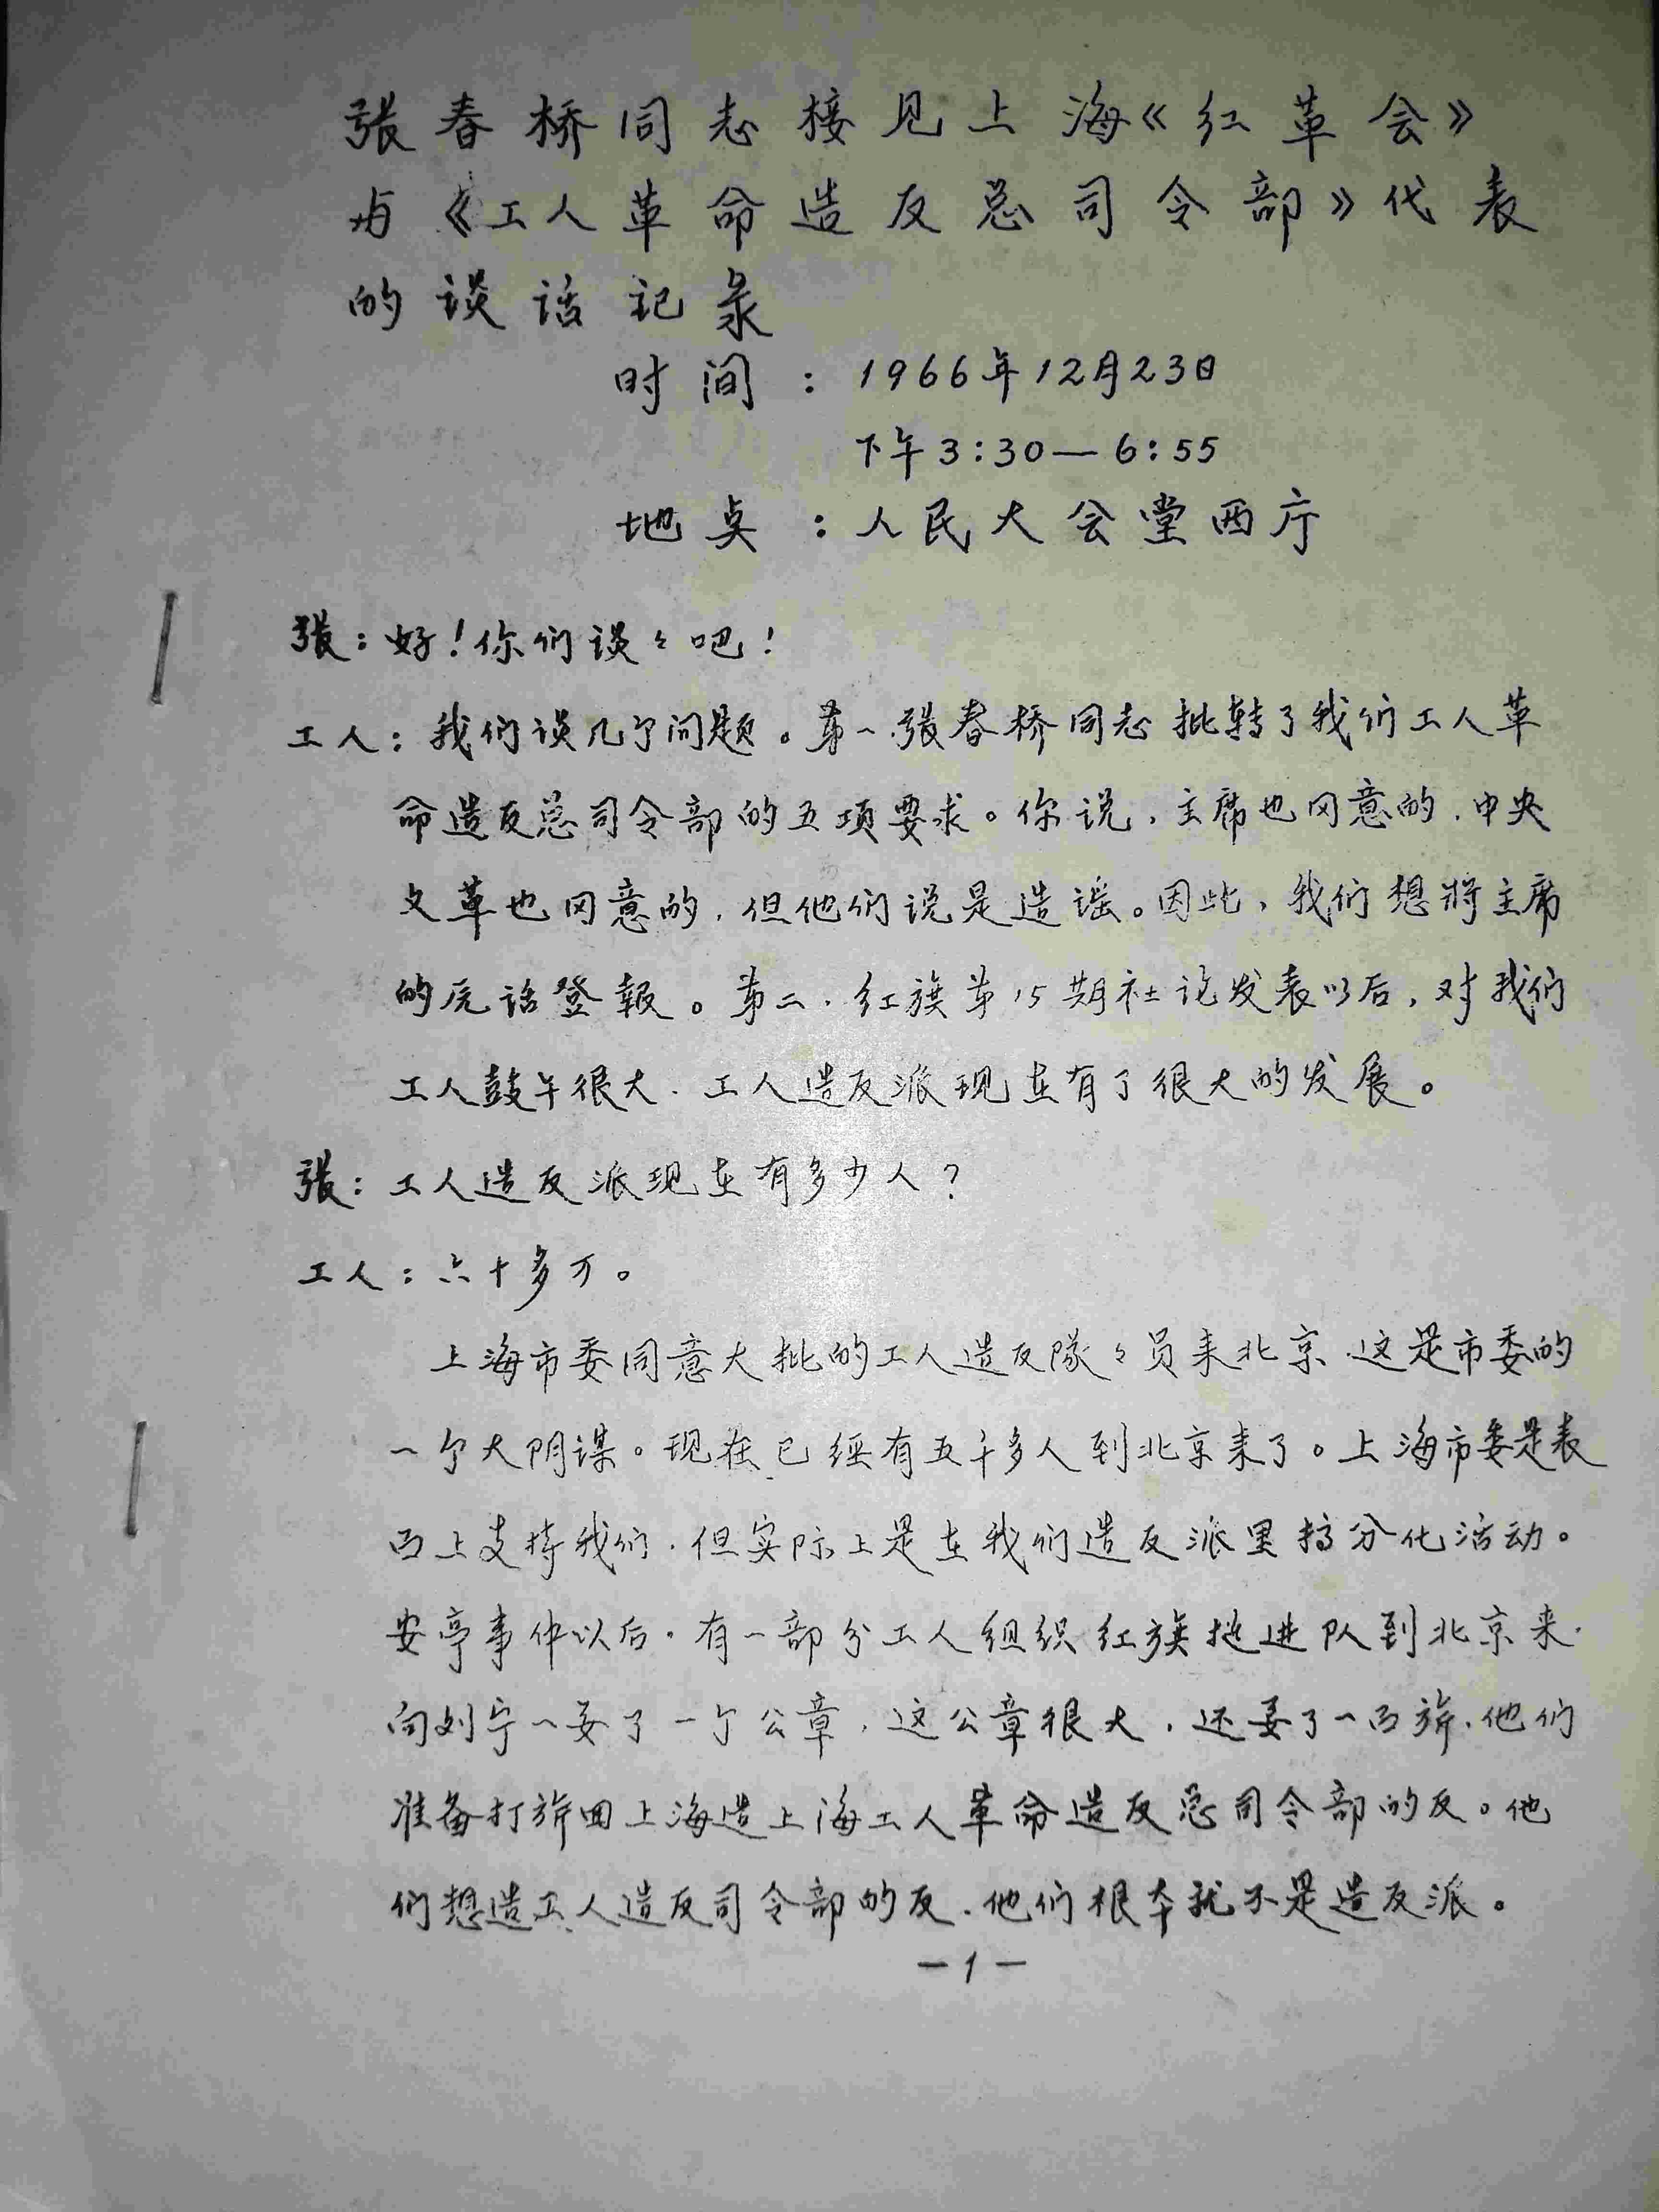 張春桥同志接见上海《红革会》
与《工人革命造反总司令部》代表
的谈话记录
时间：1966年12月23日
下午3:30—6:55
地点：人民大会堂西庁
張：好！你们谈々吧！
工人：我们谈几个问题。第一.張春桥同志批转了我们工人革
命造反总司令部的五项要求。你说，主席也同意的，中央
文革也同意的，但他们说是造谣。因此，我们想将主席
的元话登報。第二.红旗第15期社论发表以后，对我们
工人鼓午很大.工人造反派现在有了很大的发展。
張：工人造反派现在有多少人？
工人：六十多万。
上海市委同意大批的工人造反隊々员来北京.这是市委的
一个大阴谋。现在已经有五千多人到北京来了。上海市委是表
面上支持我们.但实际上是在我们造反派里搞分化活动。
安亭事件以后.有一部分工人组织红旗挺进队到北京来.
向刘宁一要了一个公章，这公章很大，还要了一面旂.他们
准备打旂回上海造上海工人革命造反总司令部的反。他
们想造工人造反司令部的反.他们根本就不是造反派。
—1—